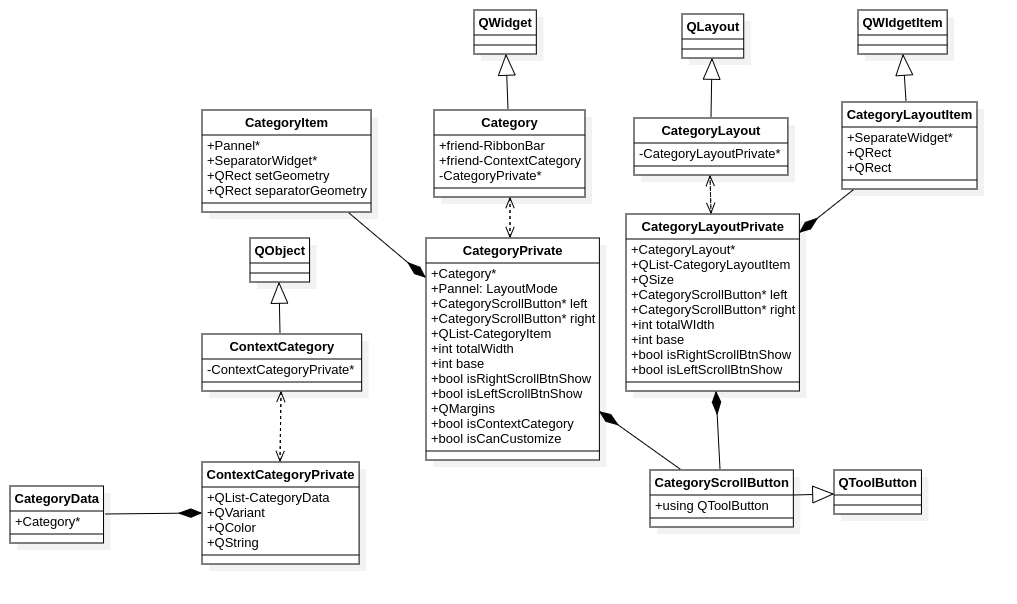 QWidget
QLayout
QWIdgetItem
CategoryItem
+Pannel*
+SeparatorWidget*
+QRect setGeometry
+QRect separatorGeometry
Category
+friend-RibbonBar
+friend-ContextCategory
-CategoryPrivate*
CategoryLayout
-CategoryLayoutPrivate*
CategoryLayoutItem
+SeparateWidget*
+QRect
+QRect
QObject
CategoryPrivate
+Category*
+Pannel: LayoutMode
+CategoryScrollButton* left
+CategoryScrollButton* right
+QList-CategoryItem
+int totalWidth
+int base
+bool isRightScrollBtnShow
+bool isLeftScrollBtnShow
+QMargins
+bool isContextCategory
+bool isCanCustomize
CategoryLayoutPrivate
+CategoryLayout*
+QList-CategoryLayoutItem
+QSize
+CategoryScrollButton* left
+CategoryScrollButton* right
+int totalWIdth
+int base
+bool isRightScrollBtnShow
+bool isLeftScrollBtnShow
ContextCategory
-ContextCategoryPrivate*
CategoryData
+Category*
ContextCategoryPrivate
+QList-CategoryData
+QVariant
+QColor
+QString
CategoryScrollButton
+using QToolButton
QToolButton